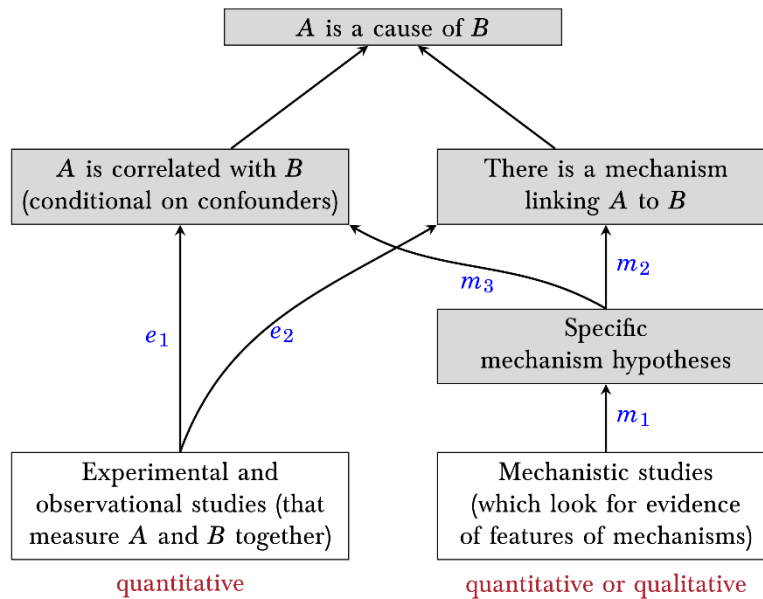 A is a cause of B
A is correlated with B
(conditional on confounders)
There is a mechanism
linking A to B
m₂
m₃
e₁
e₂
Specific
mechanism hypotheses
m₁
Experimental and
observational studies (that
measure A and B together)
Mechanistic studies
(which look for evidence
of features of mechanisms)
quantitative
quantitative or qualitative